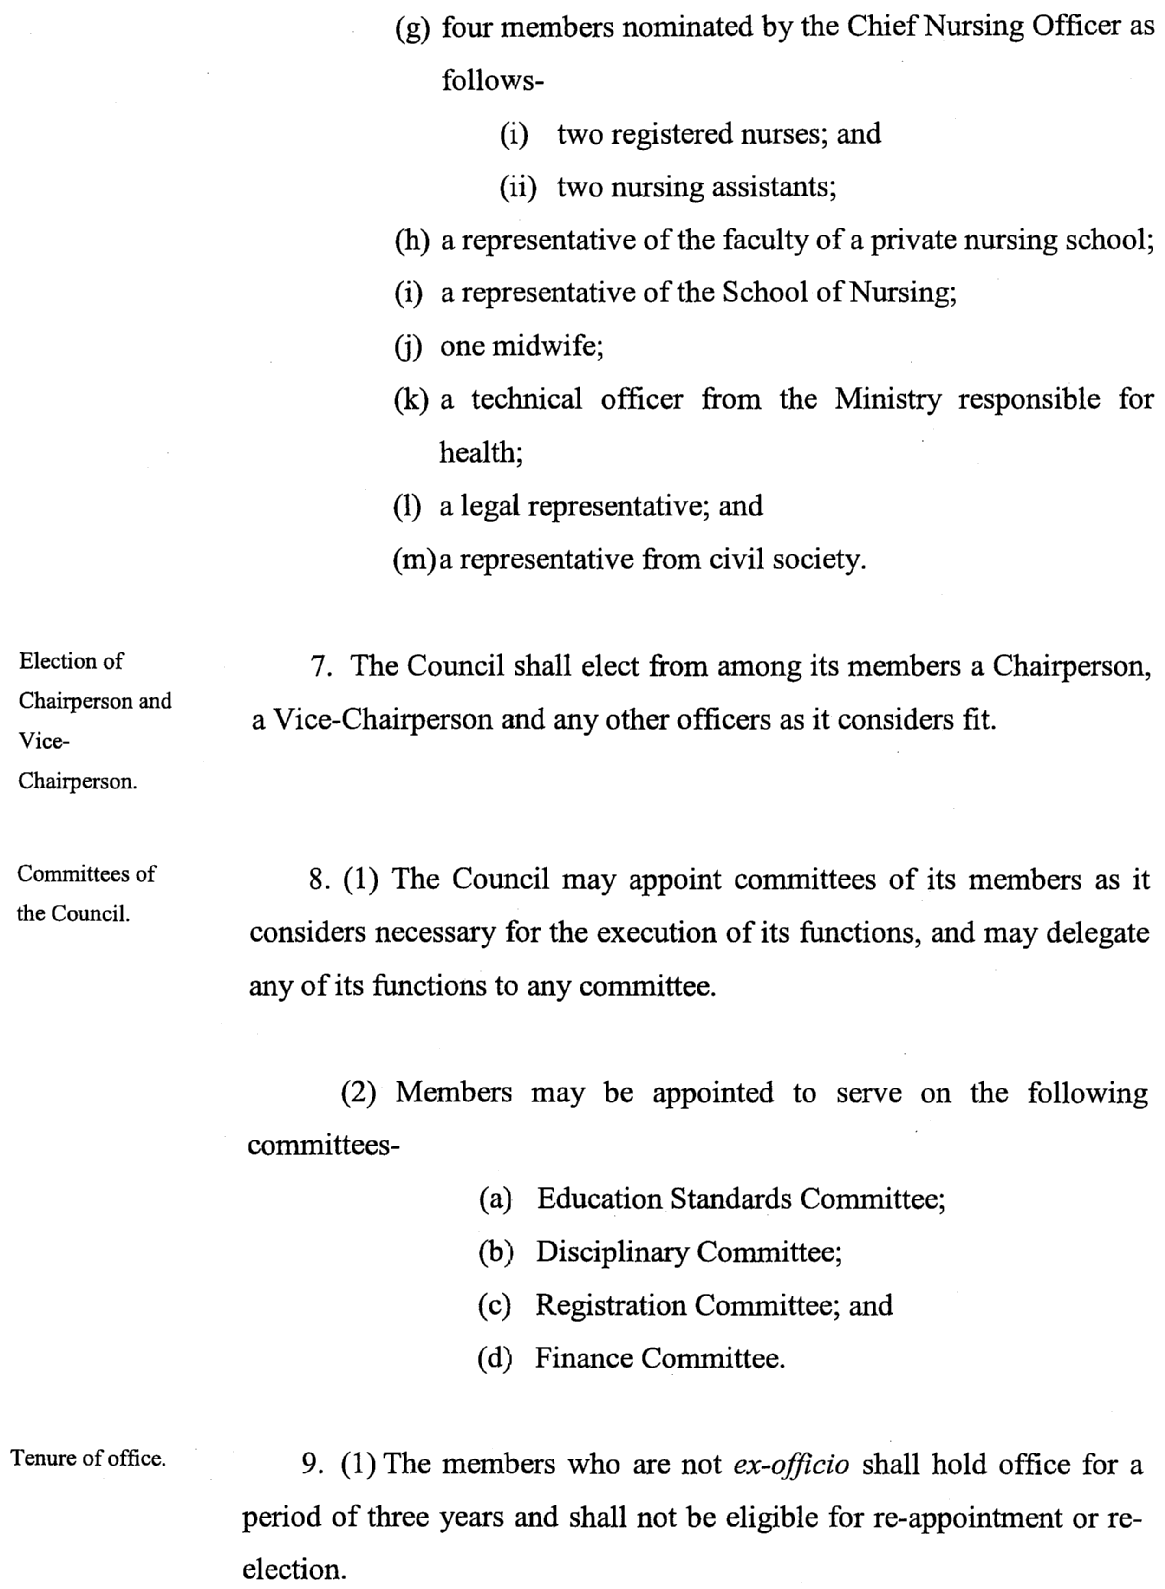 (g) four members nominated by the Chief Nursing Officer as
follows-
(i) two registered nurses; and
(ii) two nursing assistants;
(h) a representative of the faculty of a private nursing school;
(i) a representative of the School of Nursing;
(j) one midwife;
(k) a technical officer from the Ministry responsible for
health;
(l) a legal representative; and
(m) a representative from civil society.
Election of
Chairperson and
Vice-
Chairperson.
7. The Council shall elect from among its members a Chairperson,
a Vice-Chairperson and any other officers as it considers fit.
Committees of
the Council.
8. (1) The Council may appoint committees of its members as it
considers necessary for the execution of its functions, and may delegate
any of its functions to any committee.
(2) Members may be appointed to serve on the following
committees-
(a) Education Standards Committee;
(b) Disciplinary Committee;
(c) Registration Committee; and
(d) Finance Committee.
Tenure of office.
9. (1) The members who are not ex-officio shall hold office for a
period of three years and shall not be eligible for re-appointment or re-
election.